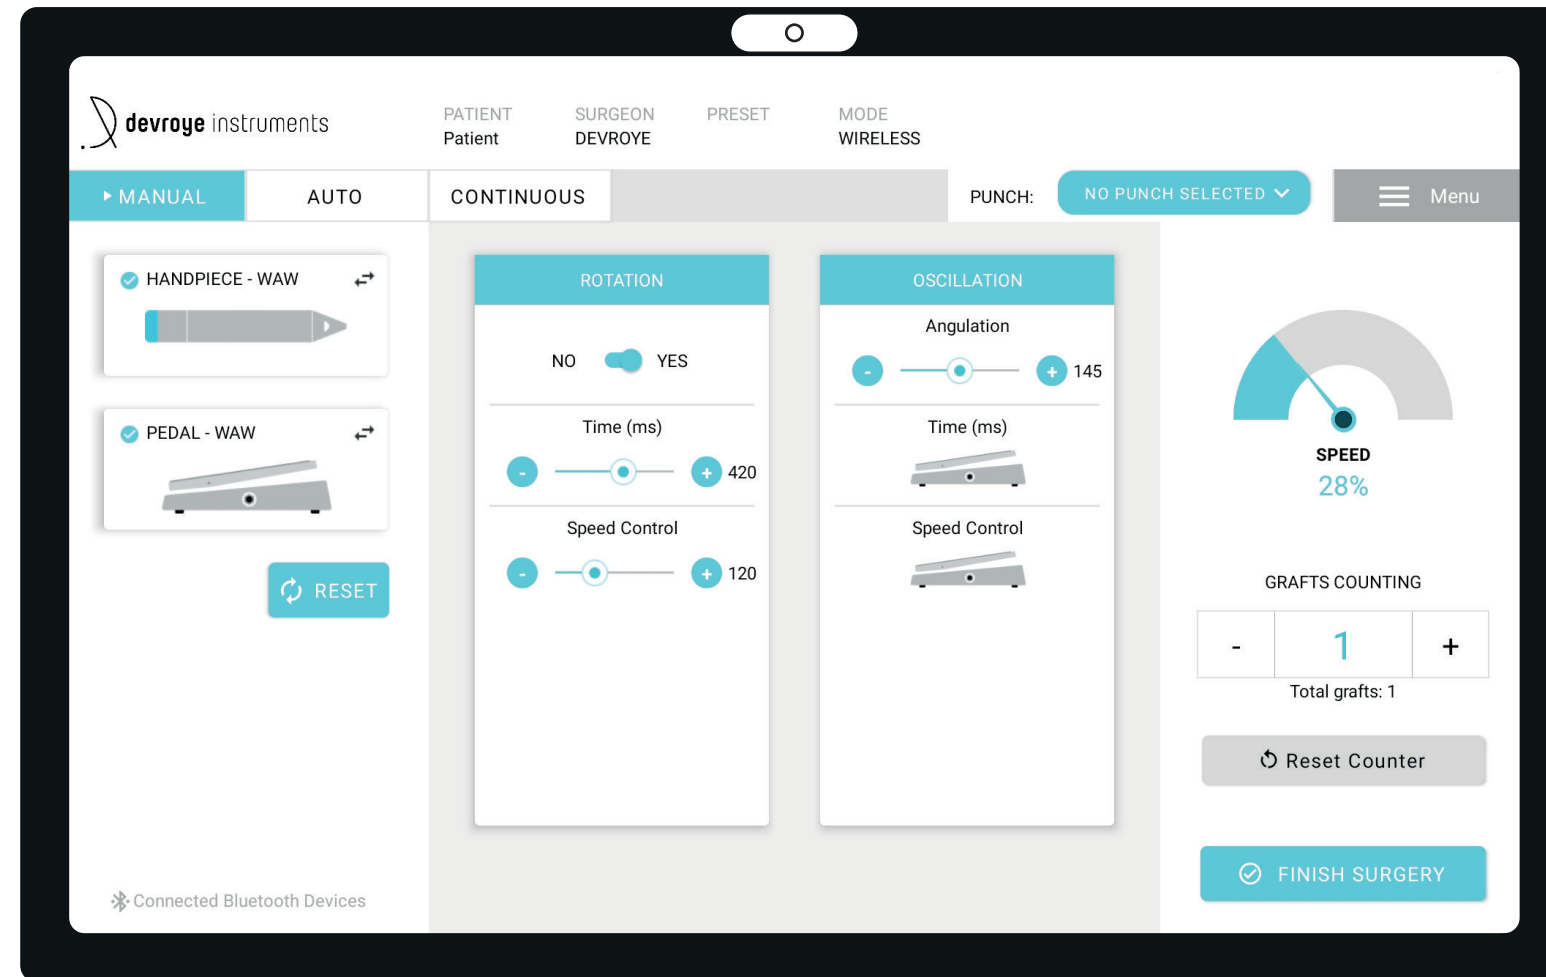 devroye instruments
PATIENT
Patient
SURGEON
DEVROYE
PRESET
MODE
WIRELESS
MANUAL
AUTO
CONTINUOUS
PUNCH:
NO PUNCH SELECTED
Menu
HANDPIECE - WAW
PEDAL - WAW
RESET
Connected Bluetooth Devices
ROTATION
NO YES
Time (ms)
- + 420
Speed Control
- + 120
OSCILLATION
Angulation
- + 145
Time (ms)
Speed Control
SPEED
28%
GRAFTS COUNTING
- 1 +
Total grafts: 1
Reset Counter
FINISH SURGERY